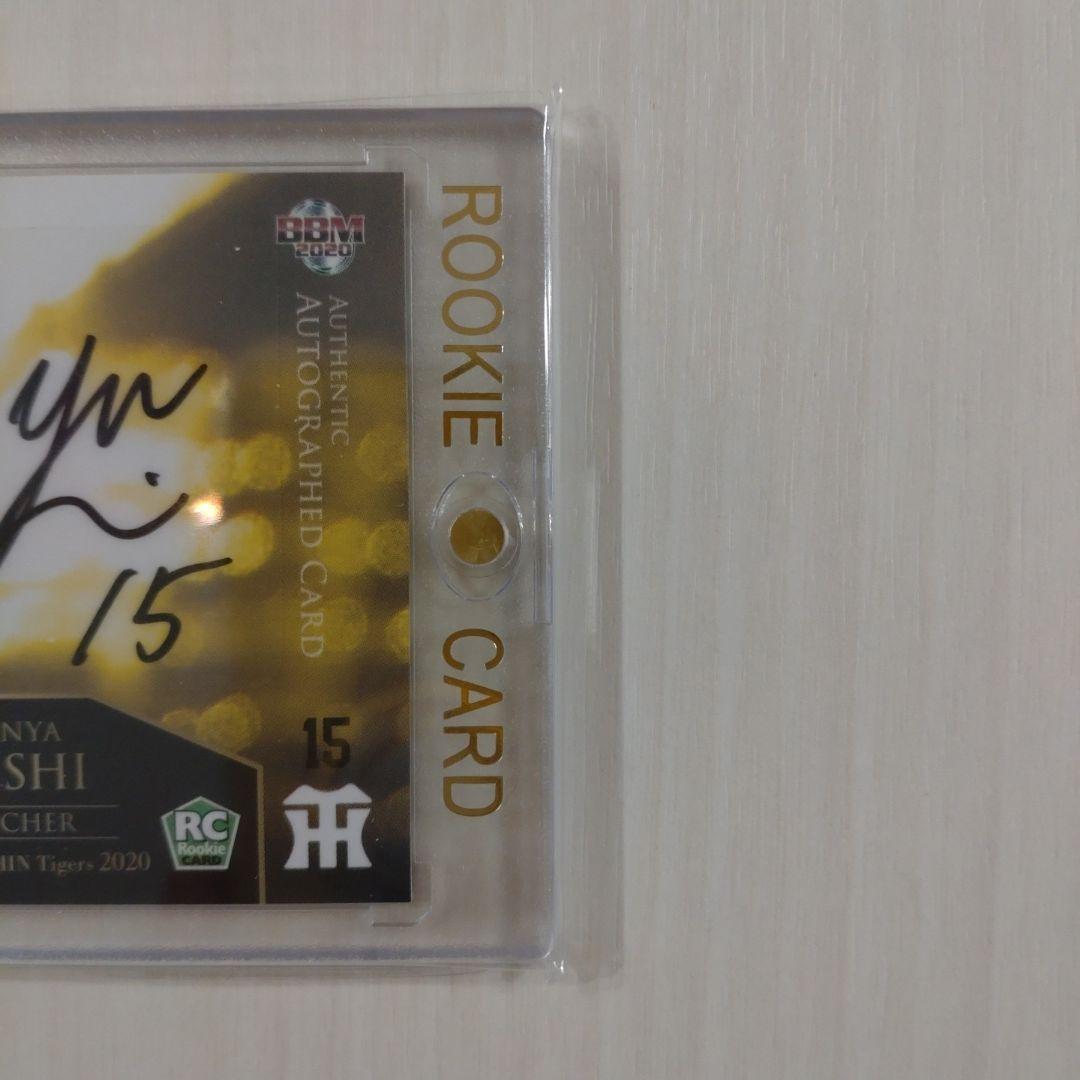 BBM
2020
AUTHENTIC
AUTOGRAPHED CARD
ROOKIE CARD
15
15
NYA
SHI
CHER
RC
Rookie
CARD
HIN Tigers 2020